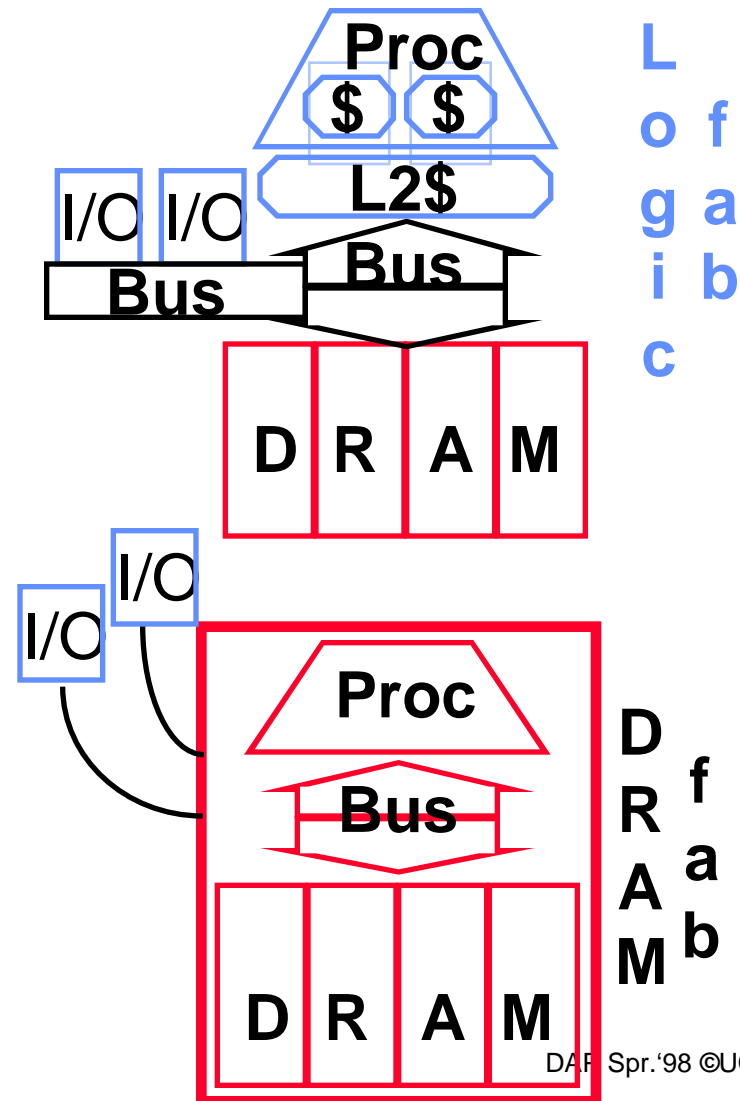 Proc
$ $
L2$
I/O I/O
Bus
Bus
D R A M
Logic
fab
I/O
I/O
Proc
Bus
D R A M
DRAM
fab
DAP Spr.‘98 ©U